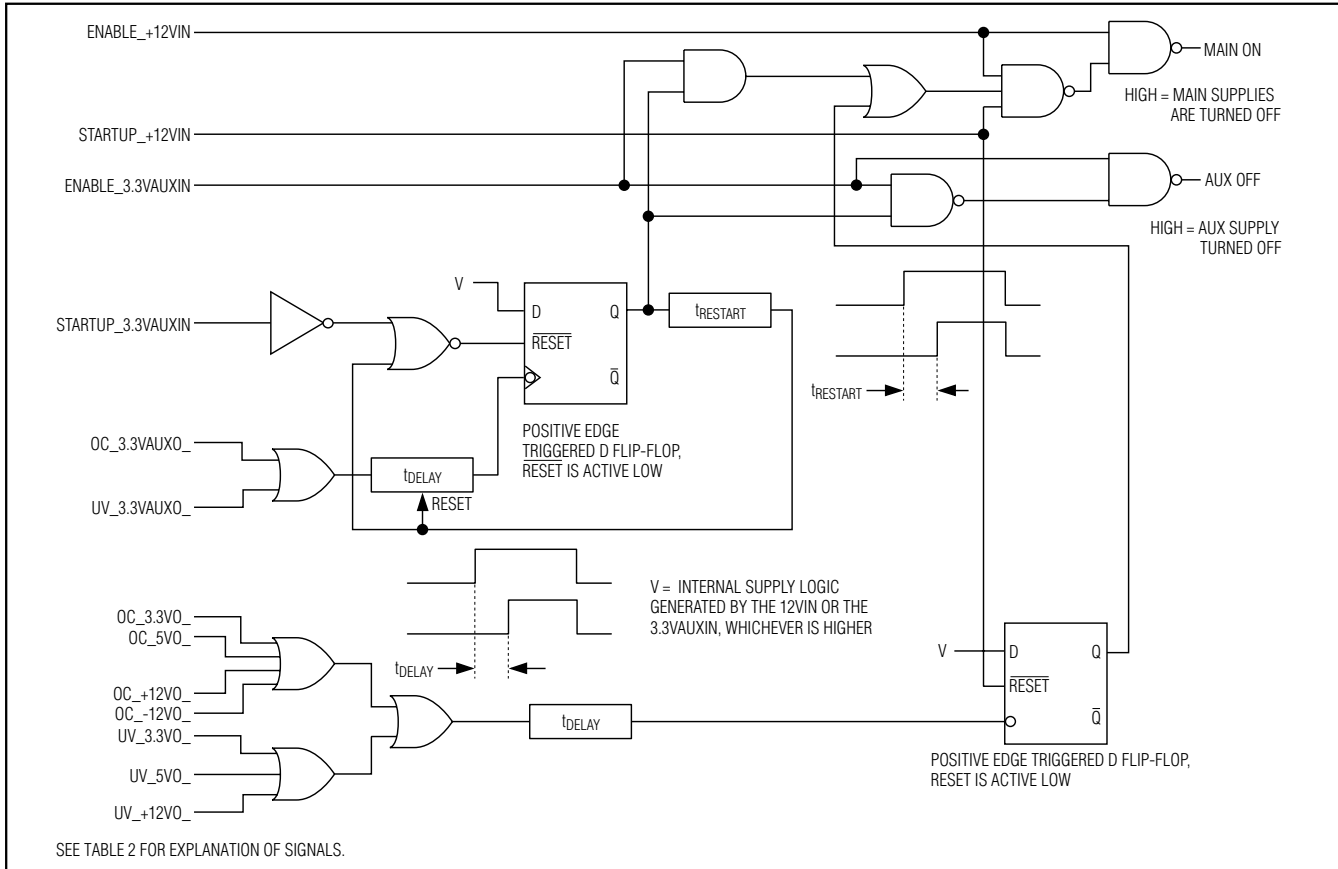 ENABLE_+12VIN
MAIN ON
HIGH = MAIN SUPPLIES
ARE TURNED OFF
STARTUP_+12VIN
ENABLE_3.3VAUXIN
AUX OFF
HIGH = AUX SUPPLY
TURNED OFF
V
D
Q
tRESTART
STARTUP_3.3VAUXIN
RESET
Q
tRESTART
POSITIVE EDGE
TRIGGERED D FLIP-FLOP,
RESET IS ACTIVE LOW
OC_3.3VAUXO_
tDELAY
RESET
UV_3.3VAUXO_
V = INTERNAL SUPPLY LOGIC
GENERATED BY THE 12VIN OR THE
3.3VAUXIN, WHICHEVER IS HIGHER
tDELAY
OC_3.3VO_
OC_5VO_
OC_+12VO_
OC_-12VO_
UV_3.3VO_
UV_5VO_
UV_+12VO_
tDELAY
V
D
Q
RESET
Q
POSITIVE EDGE TRIGGERED D FLIP-FLOP,
RESET IS ACTIVE LOW
SEE TABLE 2 FOR EXPLANATION OF SIGNALS.